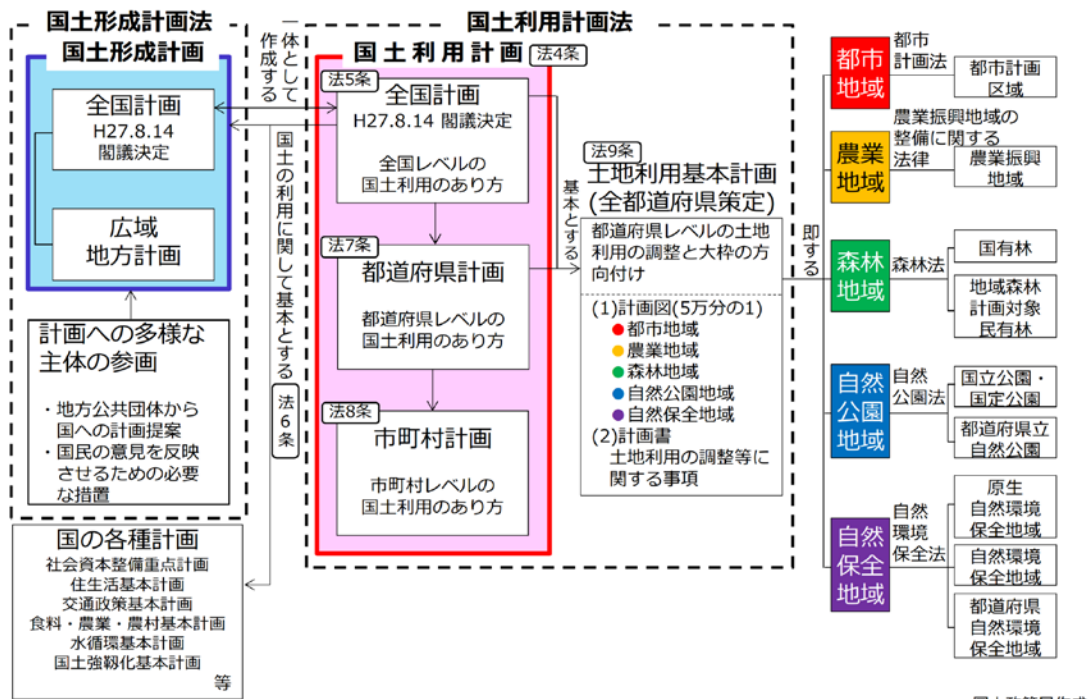 国土形成計画法
国土形成計画
全国計画
H27.8.14
閣議決定
広域
地方計画
計画への多様な
主体の参画
・地方公共団体から
国への計画提案
・国民の意見を反映
させるための必要
な措置
国の各種計画
社会資本整備重点計画
住生活基本計画
交通政策基本計画
食料・農業・農村基本計画
水循環基本計画
国土強靱化基本計画
等
一体として
作成する
国土の利用に関して基本とする
法6条
国土利用計画法
国土利用計画
法4条
法5条
全国計画
H27.8.14 閣議決定
全国レベルの
国土利用のあり方
法7条
都道府県計画
都道府県レベルの
国土利用のあり方
法8条
市町村計画
市町村レベルの
国土利用のあり方
基本とする
法9条
土地利用基本計画
(全都道府県策定)
都道府県レベルの土地
利用の調整と大枠の方
向付け
(1)計画図(5万分の1)
●都市地域
●農業地域
●森林地域
●自然公園地域
●自然保全地域
(2)計画書
土地利用の調整等に
関する事項
即する
都市
地域
都市
計画法
都市計画
区域
農業
地域
農業振興地域の
整備に関する
法律
農業振興
地域
森林
地域
森林法
国有林
地域森林
計画対象
民有林
自然
公園
地域
自然
公園法
国立公園・
国定公園
都道府県立
自然公園
自然
保全
地域
自然
環境
保全法
原生
自然環境
保全地域
自然環境
保全地域
都道府県
自然環境
保全地域